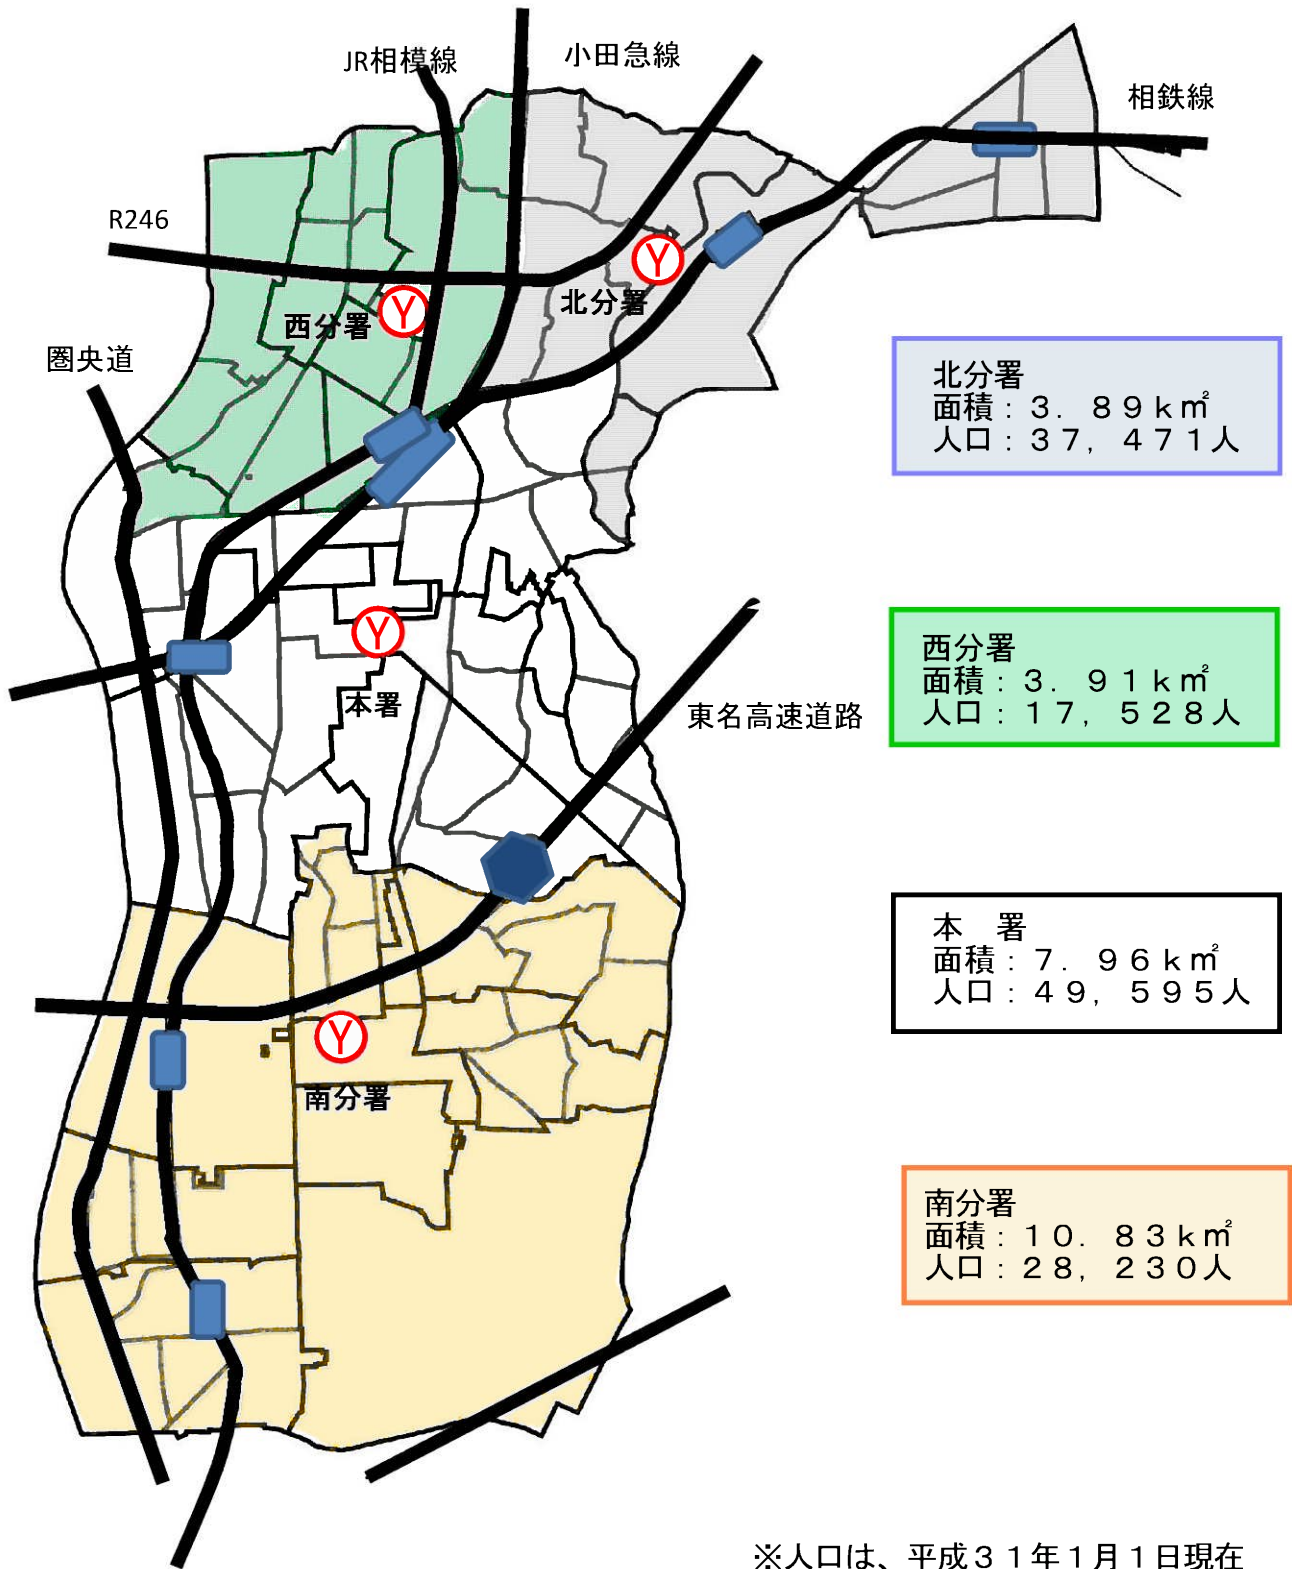 JR相模線
小田急線
相鉄線
R246
北分署
西分署
圏央道
本署
東名高速道路
南分署
北分署
面積：３．８９ｋ㎡
人口：３７，４７１人
西分署
面積：３．９１ｋ㎡
人口：１７，５２８人
本　署
面積：７．９６ｋ㎡
人口：４９，５９５人
南分署
面積：１０．８３ｋ㎡
人口：２８，２３０人
※人口は、平成３１年１月１日現在
Y
Y
Y
Y